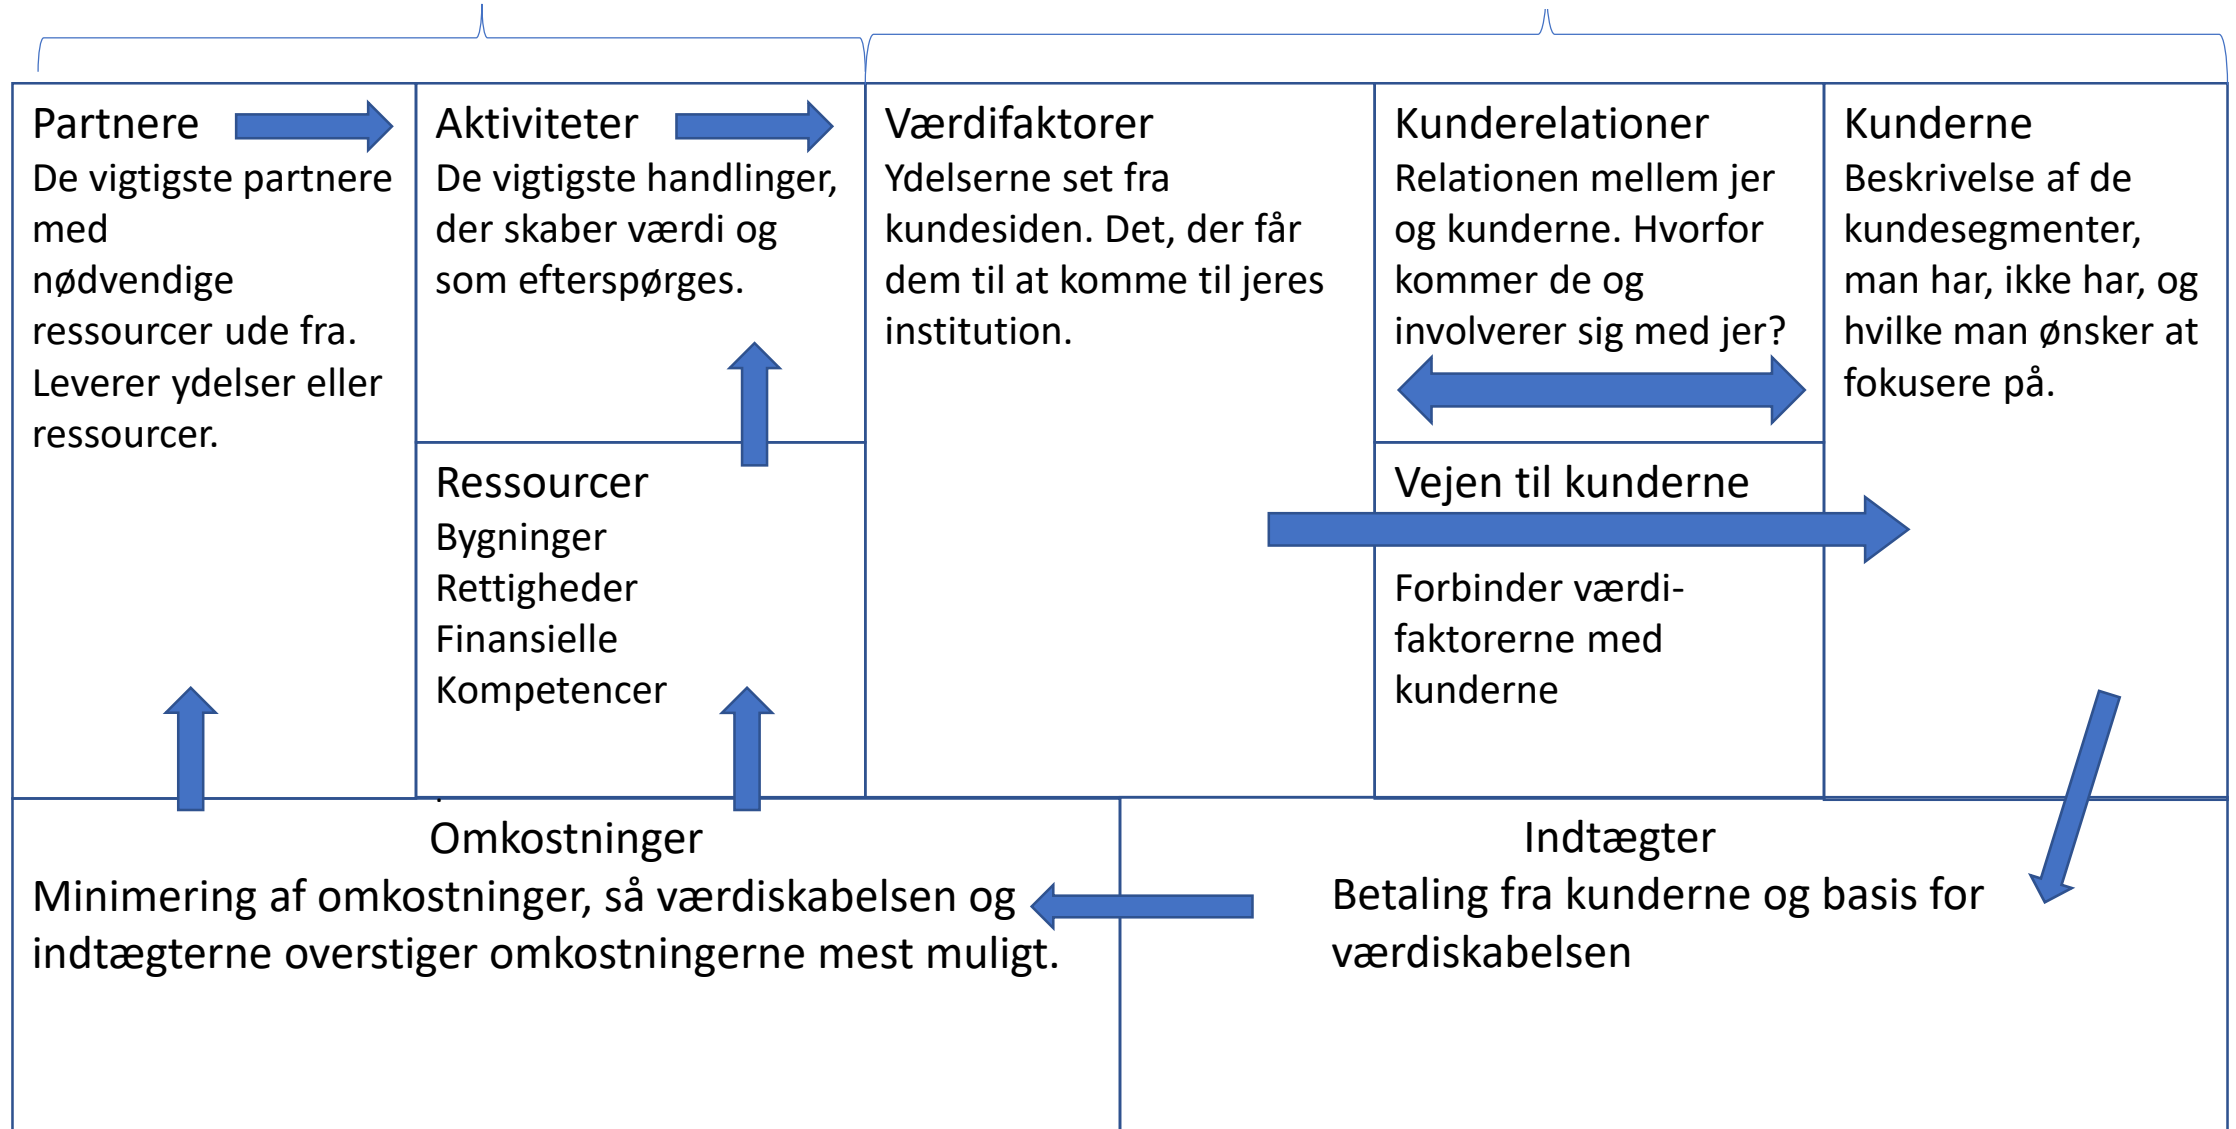 Partnere
De vigtigste partnere
med
nødvendige
ressourcer ude fra.
Leverer ydelser eller
ressourcer.
Aktiviteter
De vigtigste handlinger,
der skaber værdi og
som efterspørges.
Ressourcer
Bygninger
Rettigheder
Finansielle
Kompetencer
Værdifaktorer
Ydelserne set fra
kundesiden. Det, der får
dem til at komme til jeres
institution.
Kunderelationer
Relationen mellem jer
og kunderne. Hvorfor
kommer de og
involverer sig med jer?
Vejen til kunderne
Forbinder værdi-
faktorerne med
kunderne
Kunderne
Beskrivelse af de
kundesegmenter,
man har, ikke har, og
hvilke man ønsker at
fokusere på.
Omkostninger
Minimering af omkostninger, så værdiskabelsen og
indtægterne overstiger omkostningerne mest muligt.
Indtægter
Betaling fra kunderne og basis for
værdiskabelsen